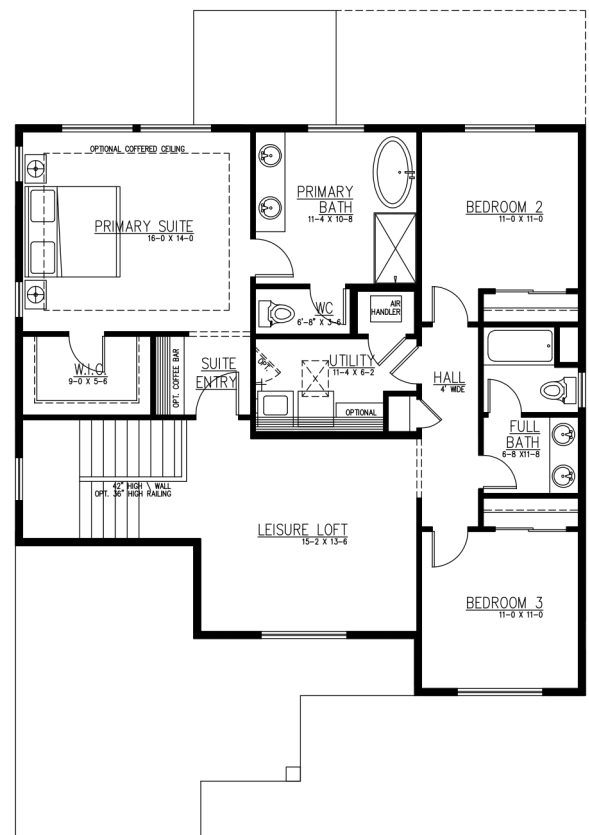 OPTIONAL COFFERED CEILING
PRIMARY SUITE
16-0 X 14-0
PRIMARY
BATH
11-4 X 10-8
BEDROOM 2
11-0 X 11-0
WC
6'-8" X 3-6
AIR
HANDLER
W.I.C.
9-0 X 5-6
OPT. COFFEE BAR
SUITE
ENTRY
OPT.
UTILITY
11-4 X 6-2
OPTIONAL
HALL
4' WIDE
FULL
BATH
6-8 X11-8
42" HIGH \ WALL
OPT. 36" HIGH RAILING
LEISURE LOFT
15-2 X 13-6
BEDROOM 3
11-0 X 11-0